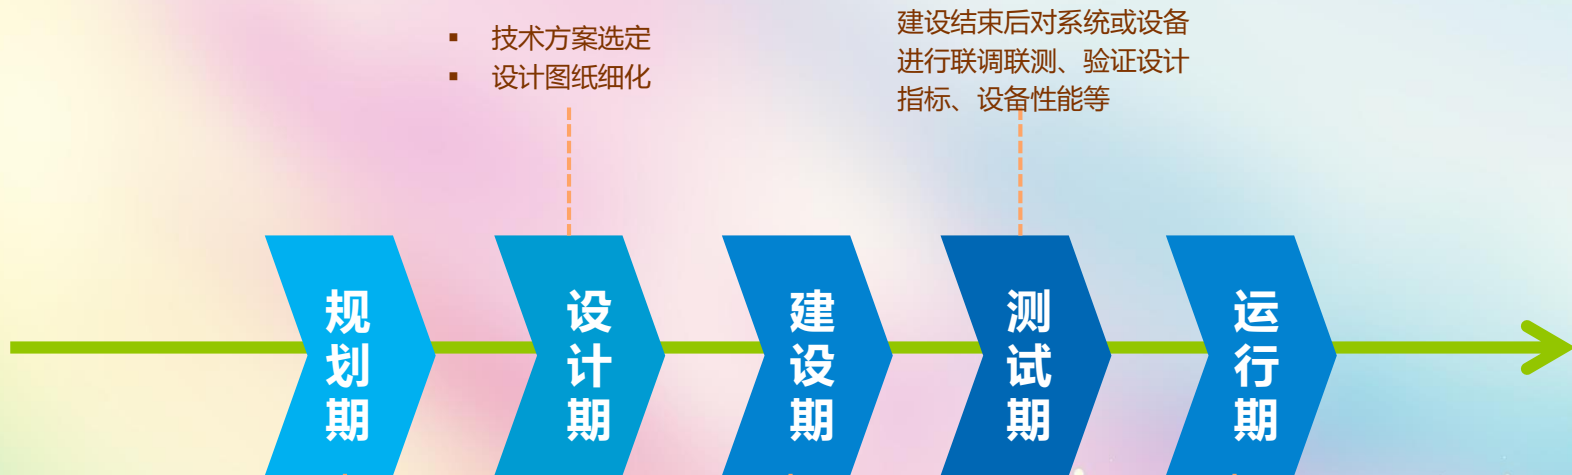 ▪ 技术方案选定
▪ 设计图纸细化
建设结束后对系统或设备
进行联调联测、验证设计
指标、设备性能等
规划期
设计期
建设期
测试期
运行期